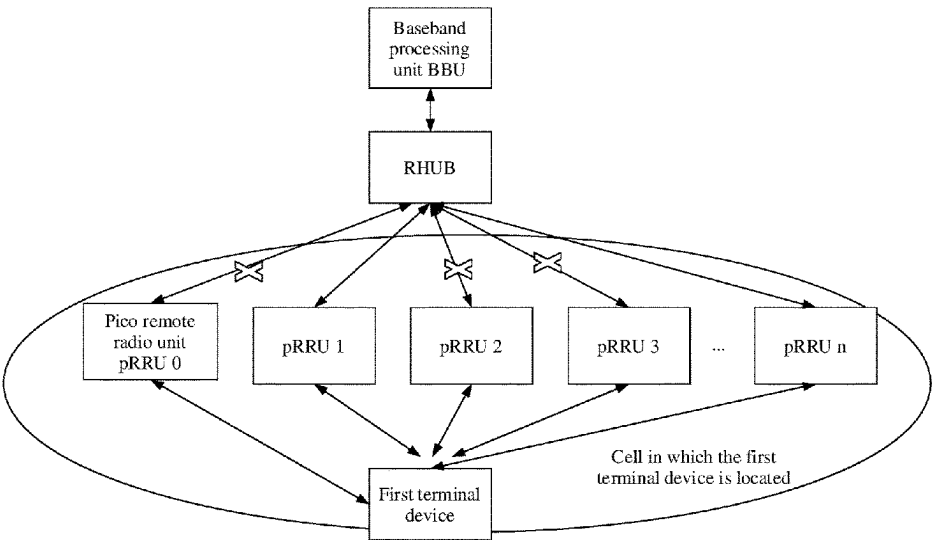 Baseband
processing
unit BBU
RHUB
Pico remote
radio unit
pRRU 0
pRRU 1
pRRU 2
pRRU 3
...
pRRU n
Cell in which the first
terminal device is located
First terminal
device